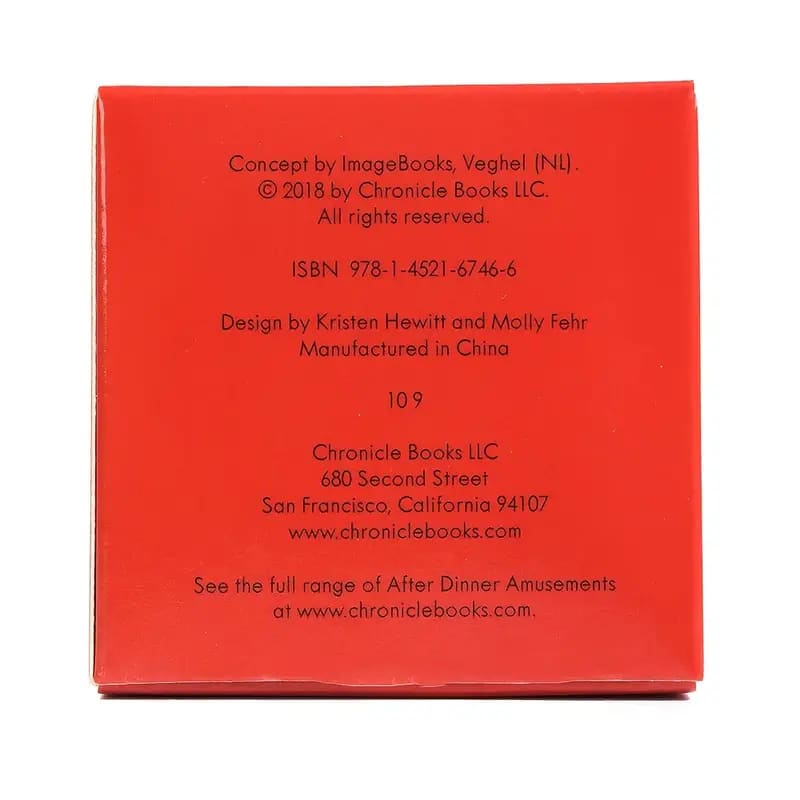 Concept by ImageBooks, Veghel (NL).
© 2018 by Chronicle Books LLC.
All rights reserved.
ISBN 978-1-4521-6746-6
Design by Kristen Hewitt and Molly Fehr
Manufactured in China
10 9
Chronicle Books LLC
680 Second Street
San Francisco, California 94107
www.chroniclebooks.com
See the full range of After Dinner Amusements
at www.chroniclebooks.com.